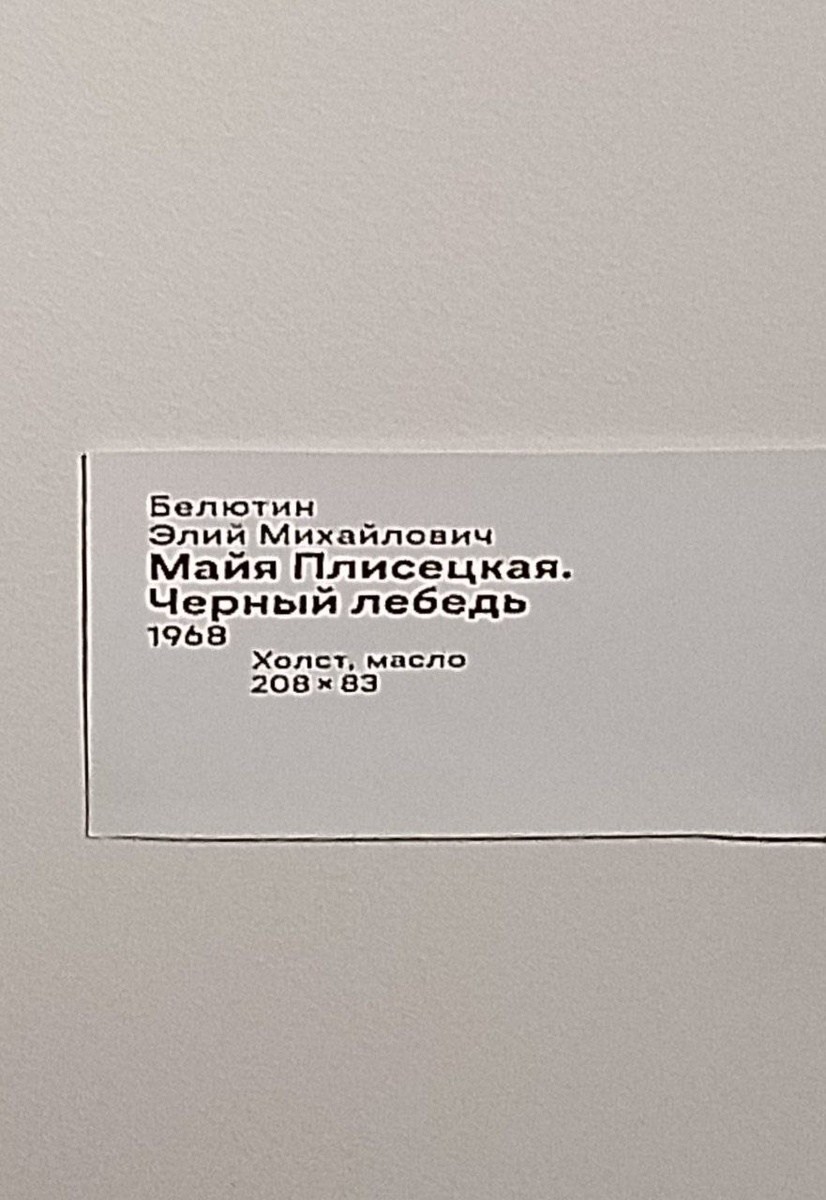 Белютин
Элий Михайлович
Майя Плисецкая.
Черный лебедь
1968
Холст, масло
208 × 83